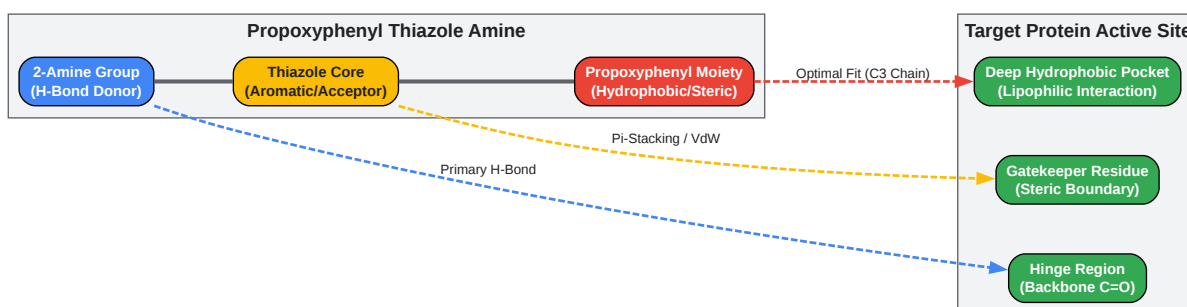 Propoxyphenyl Thiazole Amine
Target Protein Active Site
2-Amine Group
(H-Bond Donor)
Thiazole Core
(Aromatic/Acceptor)
Propoxyphenyl Moiety
(Hydrophobic/Steric)
Optimal Fit (C3 Chain)
Deep Hydrophobic Pocket
(Lipophilic Interaction)
Pi-Stacking / VdW
Primary H-Bond
Gatekeeper Residue
(Steric Boundary)
Hinge Region
(Backbone C=O)